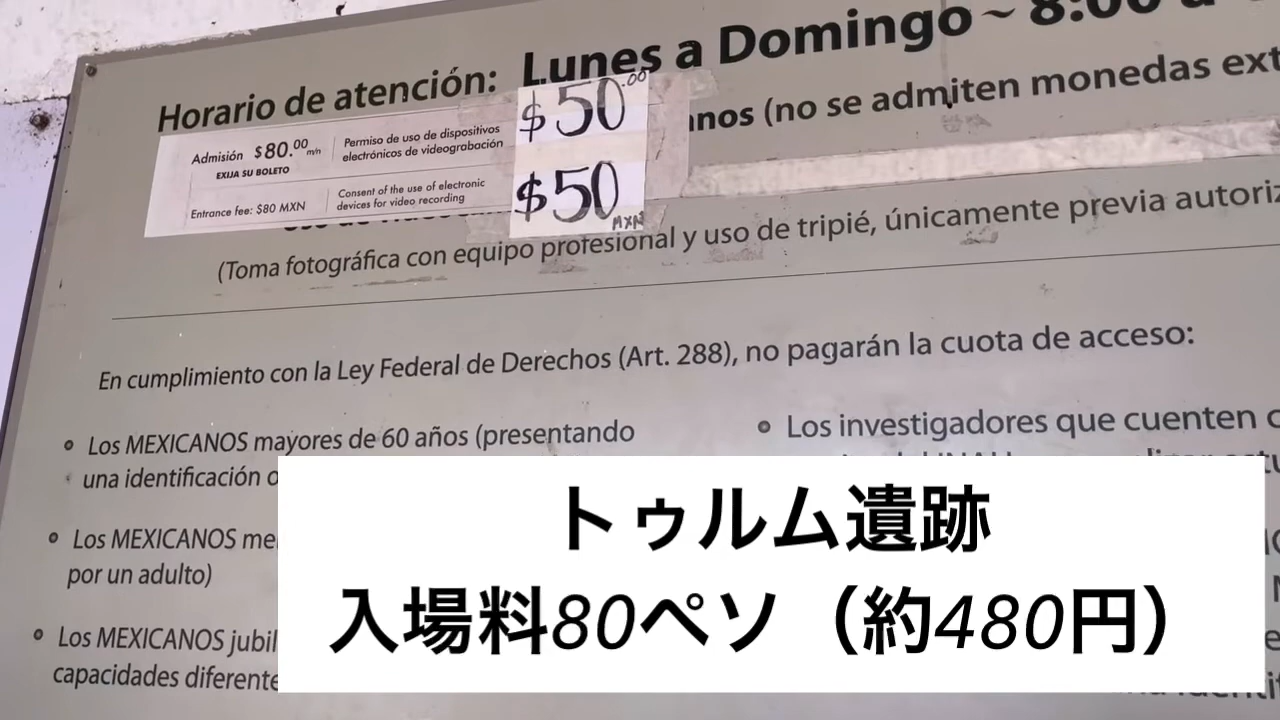 Horario de atención: Lunes a Domingo ~ 8:00 a
anos (no se admiten monedas
Admisión $80.00 m/n
EXIJA SU BOLETO
Permiso de uso de dispositivos
electrónicos de videograbación
$50.00
Entrance fee: $80 MXN
Consent of the use of electronic
devices for video recording
$50 MXN
(Toma fotográfica con equipo profesional y uso de tripié, únicamente previa
En cumplimiento con la Ley Federal de Derechos (Art. 288), no pagarán la cuota de acceso:
Los MEXICANOS mayores de 60 años (presentando
una identificación
Los MEXICANOS
por un adulto)
Los MEXICANOS
capacidades
Los investigadores que cuenten
トゥルム遺跡
入場料80ペソ（約480円）